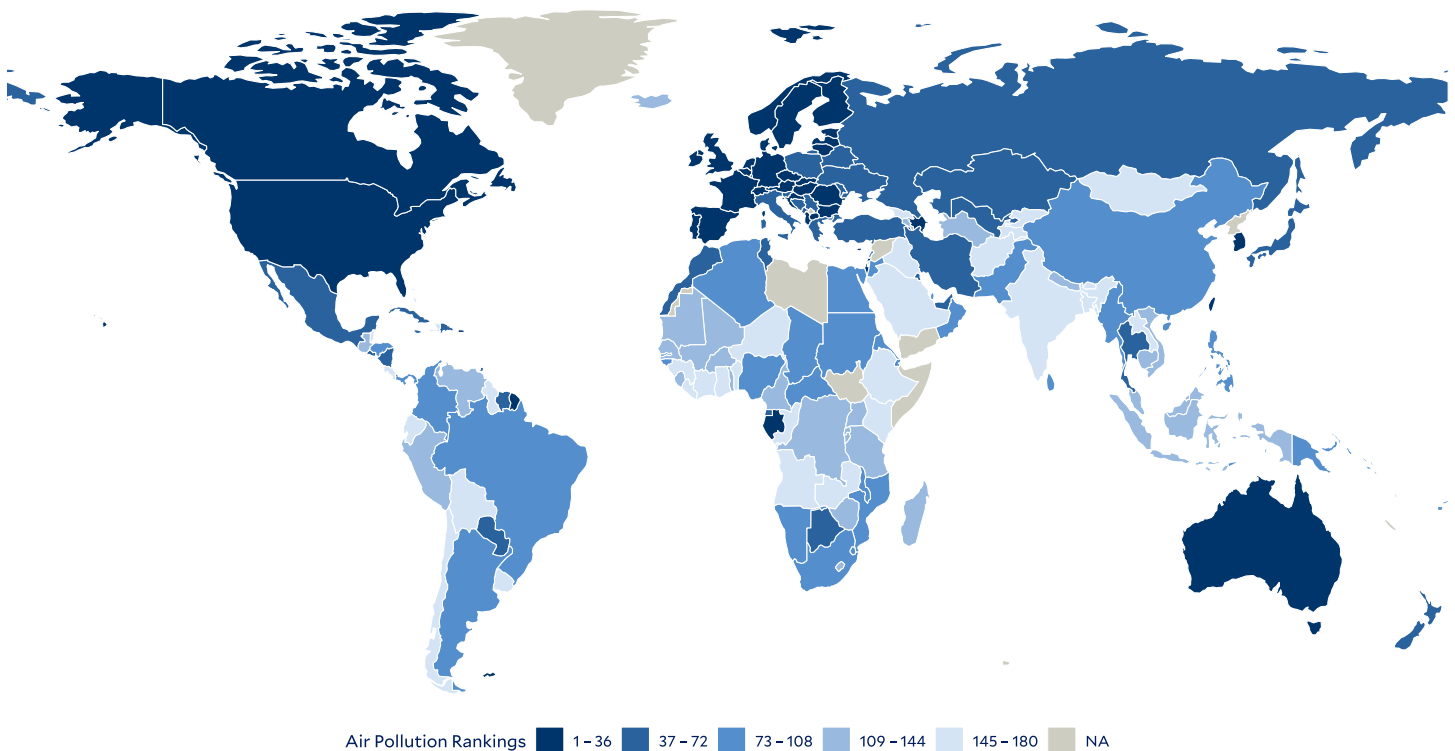 Air Pollution Rankings 1 – 36 37 – 72 73 – 108 109 – 144 145 – 180 NA